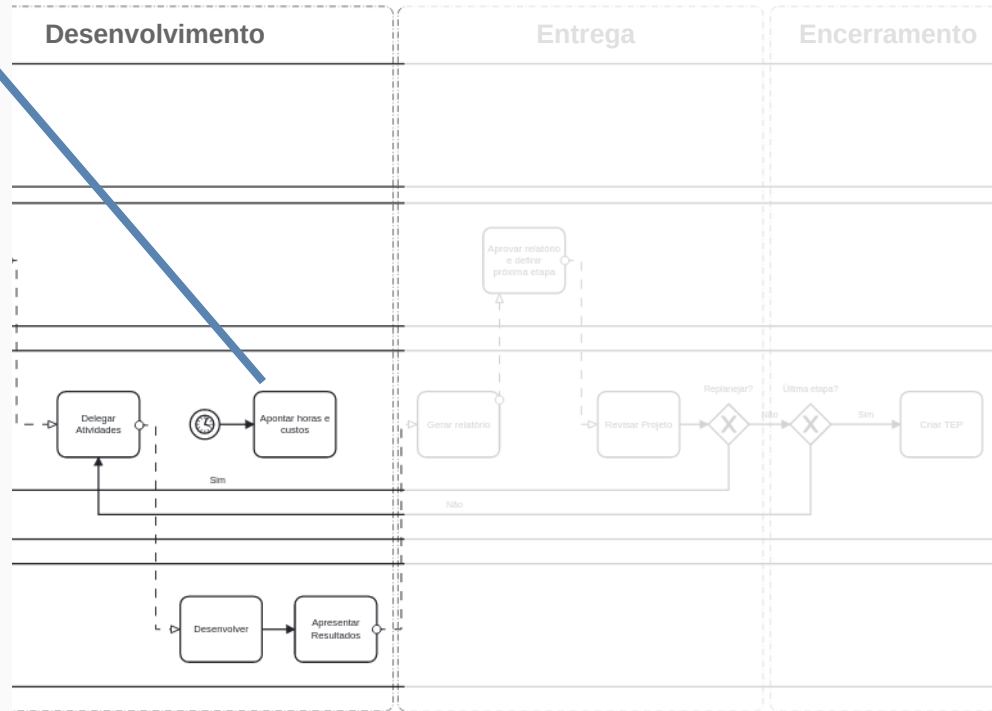 Desenvolvimento
Entrega
Encerramento
Aprovar relatório
e definir
próxima etapa
Delegar
Atividades
Apontar horas e
custos
Gerar relatório
Revisar Projeto
Replanejar?
Não
Última etapa?
Sim
Criar TEP
Sim
Não
Desenvolver
Apresentar
Resultados